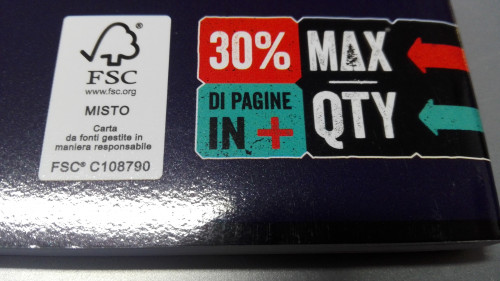 FSC
www.fsc.org
MISTO
Carta
da fonti gestite in
maniera responsabile
FSC® C108790
30%
DI PAGINE
IN +
MAX
QTY